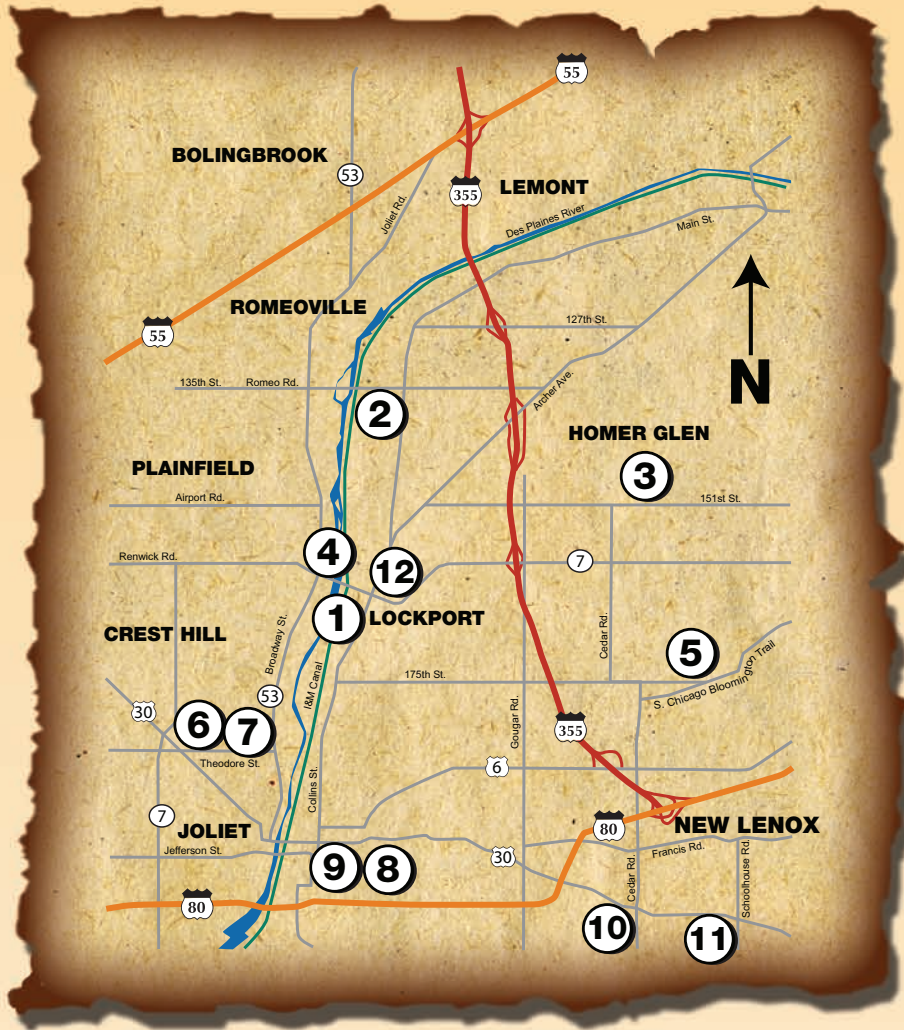 55
BOLINGBROOK
53
355
LEMONT
Joliet Rd.
Des Plaines River
Main St.
ROMEOVILLE
55
127th St.
N
135th St.
Romeo Rd.
Archer Ave.
2
HOMER GLEN
PLAINFIELD
3
Airport Rd.
151st St.
4
Renwick Rd.
12
7
1
LOCKPORT
CREST HILL
Broadway St.
Cedar Rd.
5
I&M Canal
175th St.
S. Chicago Bloomington Trail
53
30
6
7
Gougar Rd.
355
Theodore St.
6
Collins St.
7
JOLIET
80
NEW LENOX
Jefferson St.
9
8
30
Francis Rd.
Cedar Rd.
Schoolhouse Rd.
80
10
11